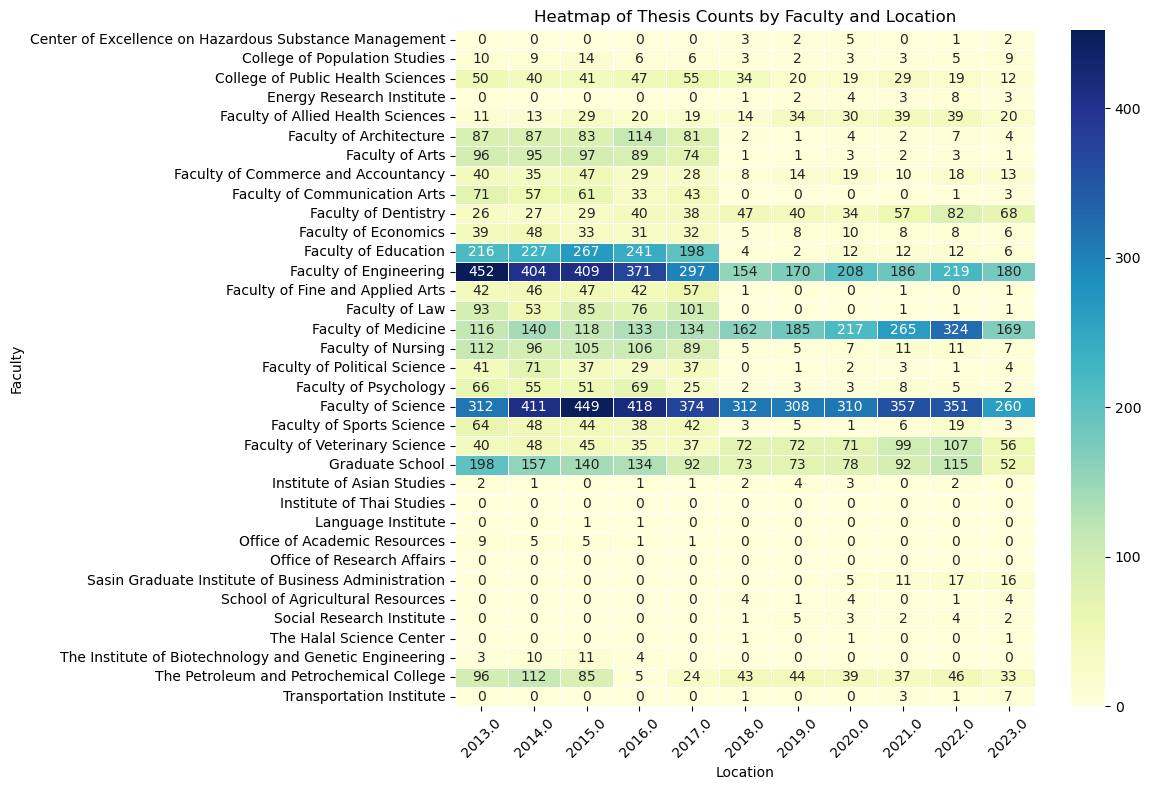 Heatmap of Thesis Counts by Faculty and Location
Center of Excellence on Hazardous Substance Management 0 0 0 0 0 3 2 5 0 1 2
College of Population Studies 10 9 14 6 6 3 2 3 3 5 9
College of Public Health Sciences 50 40 41 47 55 34 20 19 29 19 12
Energy Research Institute 0 0 0 0 0 1 2 4 3 8 3
Faculty of Allied Health Sciences 11 13 29 20 19 14 34 30 39 39 20
Faculty of Architecture 87 87 83 114 81 2 1 4 2 7 4
Faculty of Arts 96 95 97 89 74 1 1 3 2 3 1
Faculty of Commerce and Accountancy 40 35 47 29 28 8 14 19 10 18 13
Faculty of Communication Arts 71 57 61 33 43 0 0 0 0 1 3
Faculty of Dentistry 26 27 29 40 38 47 40 34 57 82 68
Faculty of Economics 39 48 33 31 32 5 8 10 8 8 6
Faculty of Education 216 227 267 241 198 4 2 12 12 12 6
Faculty of Engineering 452 404 409 371 297 154 170 208 186 219 180
Faculty of Fine and Applied Arts 42 46 47 42 57 1 0 0 1 0 1
Faculty of Law 93 53 85 76 101 0 0 0 1 1 1
Faculty of Medicine 116 140 118 133 134 162 185 217 265 324 169
Faculty of Nursing 112 96 105 106 89 5 5 7 11 11 7
Faculty of Political Science 41 71 37 29 37 0 1 2 3 1 4
Faculty of Psychology 66 55 51 69 25 2 3 3 8 5 2
Faculty of Science 312 411 449 418 374 312 308 310 357 351 260
Faculty of Sports Science 64 48 44 38 42 3 5 1 6 19 3
Faculty of Veterinary Science 40 48 45 35 37 72 72 71 99 107 56
Graduate School 198 157 140 134 92 73 73 78 92 115 52
Institute of Asian Studies 2 1 0 1 1 2 4 3 0 2 0
Institute of Thai Studies 0 0 0 0 0 0 0 0 0 0 0
Language Institute 0 0 1 1 0 0 0 0 0 0 0
Office of Academic Resources 9 5 5 1 1 0 0 0 0 0 0
Office of Research Affairs 0 0 0 0 0 0 0 0 0 0 0
Sasin Graduate Institute of Business Administration 0 0 0 0 0 0 0 5 11 17 16
School of Agricultural Resources 0 0 0 0 0 4 1 4 0 1 4
Social Research Institute 0 0 0 0 0 1 5 3 2 4 2
The Halal Science Center 0 0 0 0 0 1 0 1 0 0 1
The Institute of Biotechnology and Genetic Engineering 3 10 11 4 0 0 0 0 0 0 0
The Petroleum and Petrochemical College 96 112 85 5 24 43 44 39 37 46 33
Transportation Institute 0 0 0 0 0 1 0 0 3 1 7
Faculty
2013.0 2014.0 2015.0 2016.0 2017.0 2018.0 2019.0 2020.0 2021.0 2022.0 2023.0
Location
400
300
200
100
0